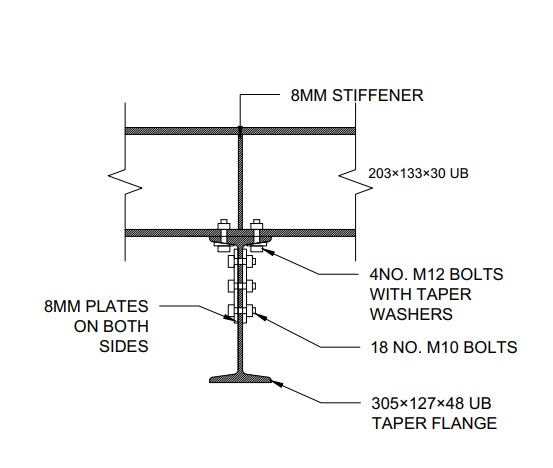 8MM STIFFENER
203×133×30 UB
4NO. M12 BOLTS
WITH TAPER
WASHERS
8MM PLATES
ON BOTH
SIDES
18 NO. M10 BOLTS
305×127×48 UB
TAPER FLANGE